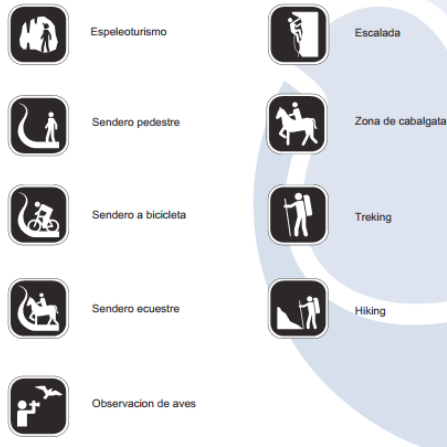 Espeleoturismo
Escalada
Sendero pedestre
Zona de cabalgata
Sendero a bicicleta
Treking
Sendero ecuestre
Hiking
Observacion de aves